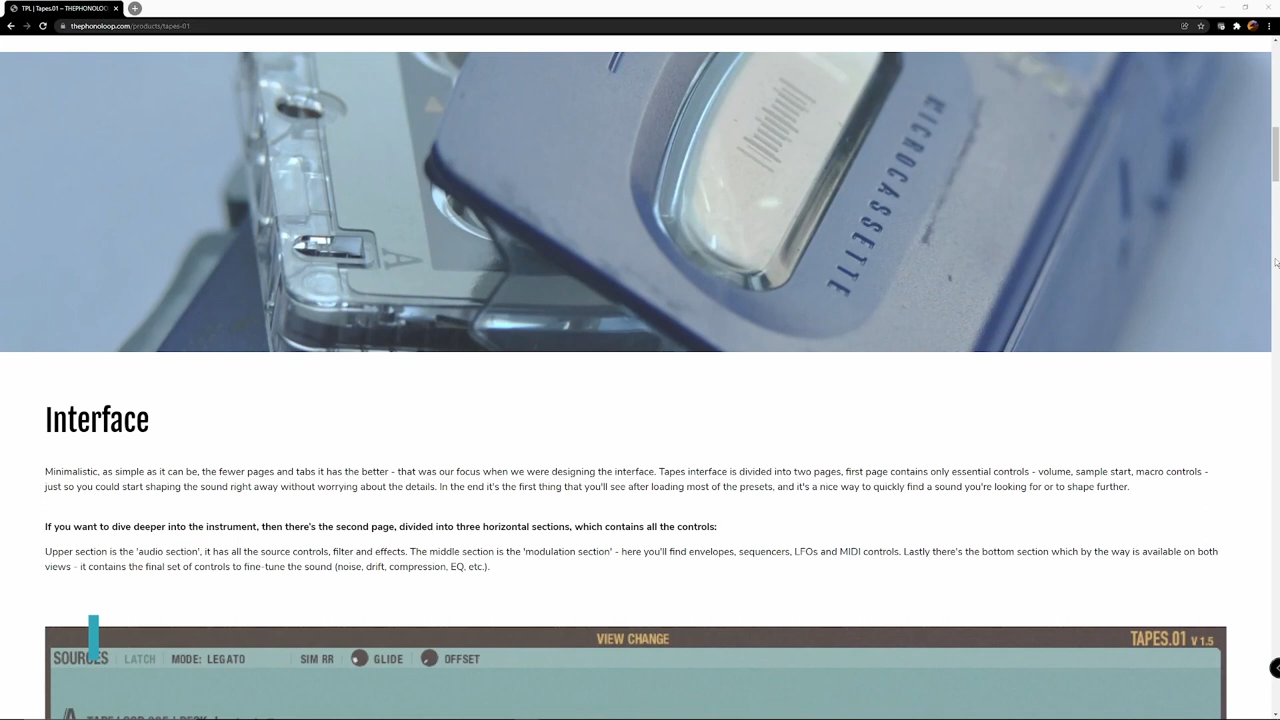 TPL | Tapes.01 – THEPHONOLO
thephonoloop.com/products/tapes-01
MICROCASSETTE
A
Interface
Minimalistic, as simple as it can be, the fewer pages and tabs it has the better - that was our focus when we were designing the interface. Tapes interface is divided into two pages, first page contains only essential controls - volume, sample start, macro controls -
just so you could start shaping the sound right away without worrying about the details. In the end it's the first thing that you'll see after loading most of the presets, and it's a nice way to quickly find a sound you're looking for or to shape further.
If you want to dive deeper into the instrument, then there's the second page, divided into three horizontal sections, which contains all the controls:
Upper section is the 'audio section', it has all the source controls, filter and effects. The middle section is the 'modulation section' - here you'll find envelopes, sequencers, LFOs and MIDI controls. Lastly there's the bottom section which by the way is available on both
views - it contains the final set of controls to fine-tune the sound (noise, drift, compression, EQ, etc.).
VIEW CHANGE TAPES.01 V 1.5
SOURCES LATCH MODE: LEGATO SIM RR GLIDE OFFSET